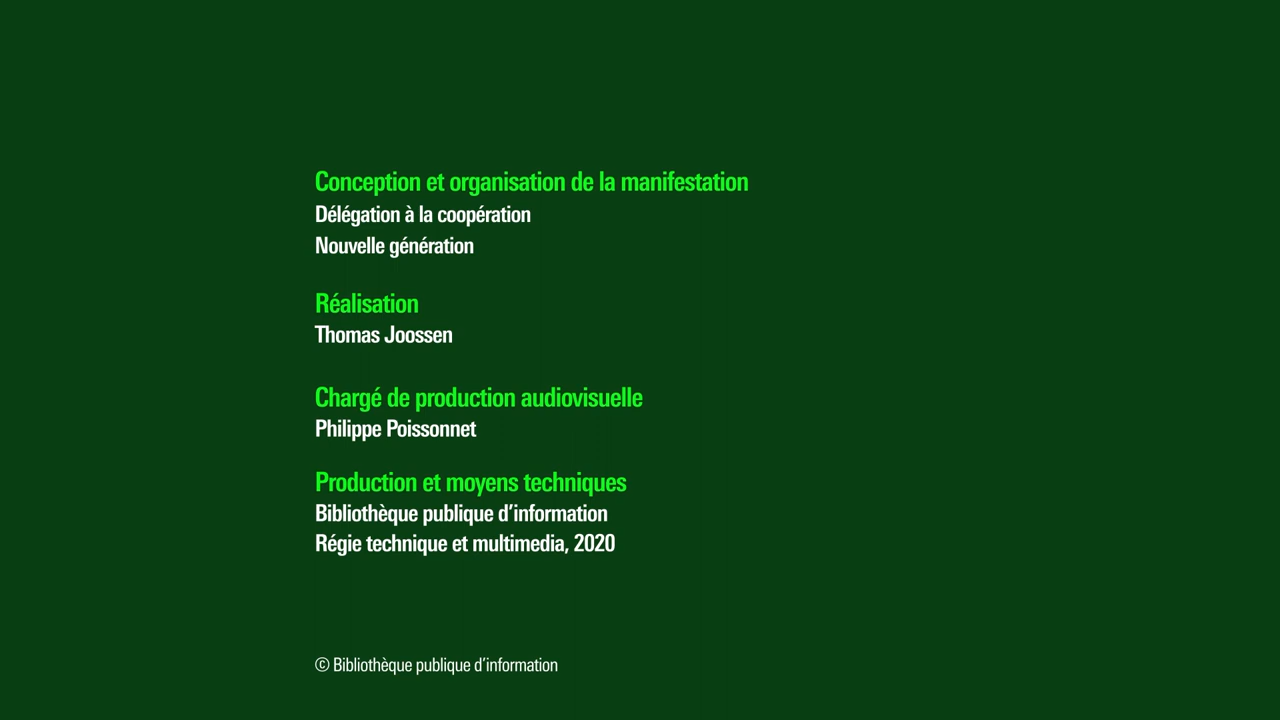 Conception et organisation de la manifestation
Délégation à la coopération
Nouvelle génération
Réalisation
Thomas Joossen
Chargé de production audiovisuelle
Philippe Poissonnet
Production et moyens techniques
Bibliothèque publique d’information
Régie technique et multimedia, 2020
© Bibliothèque publique d’information